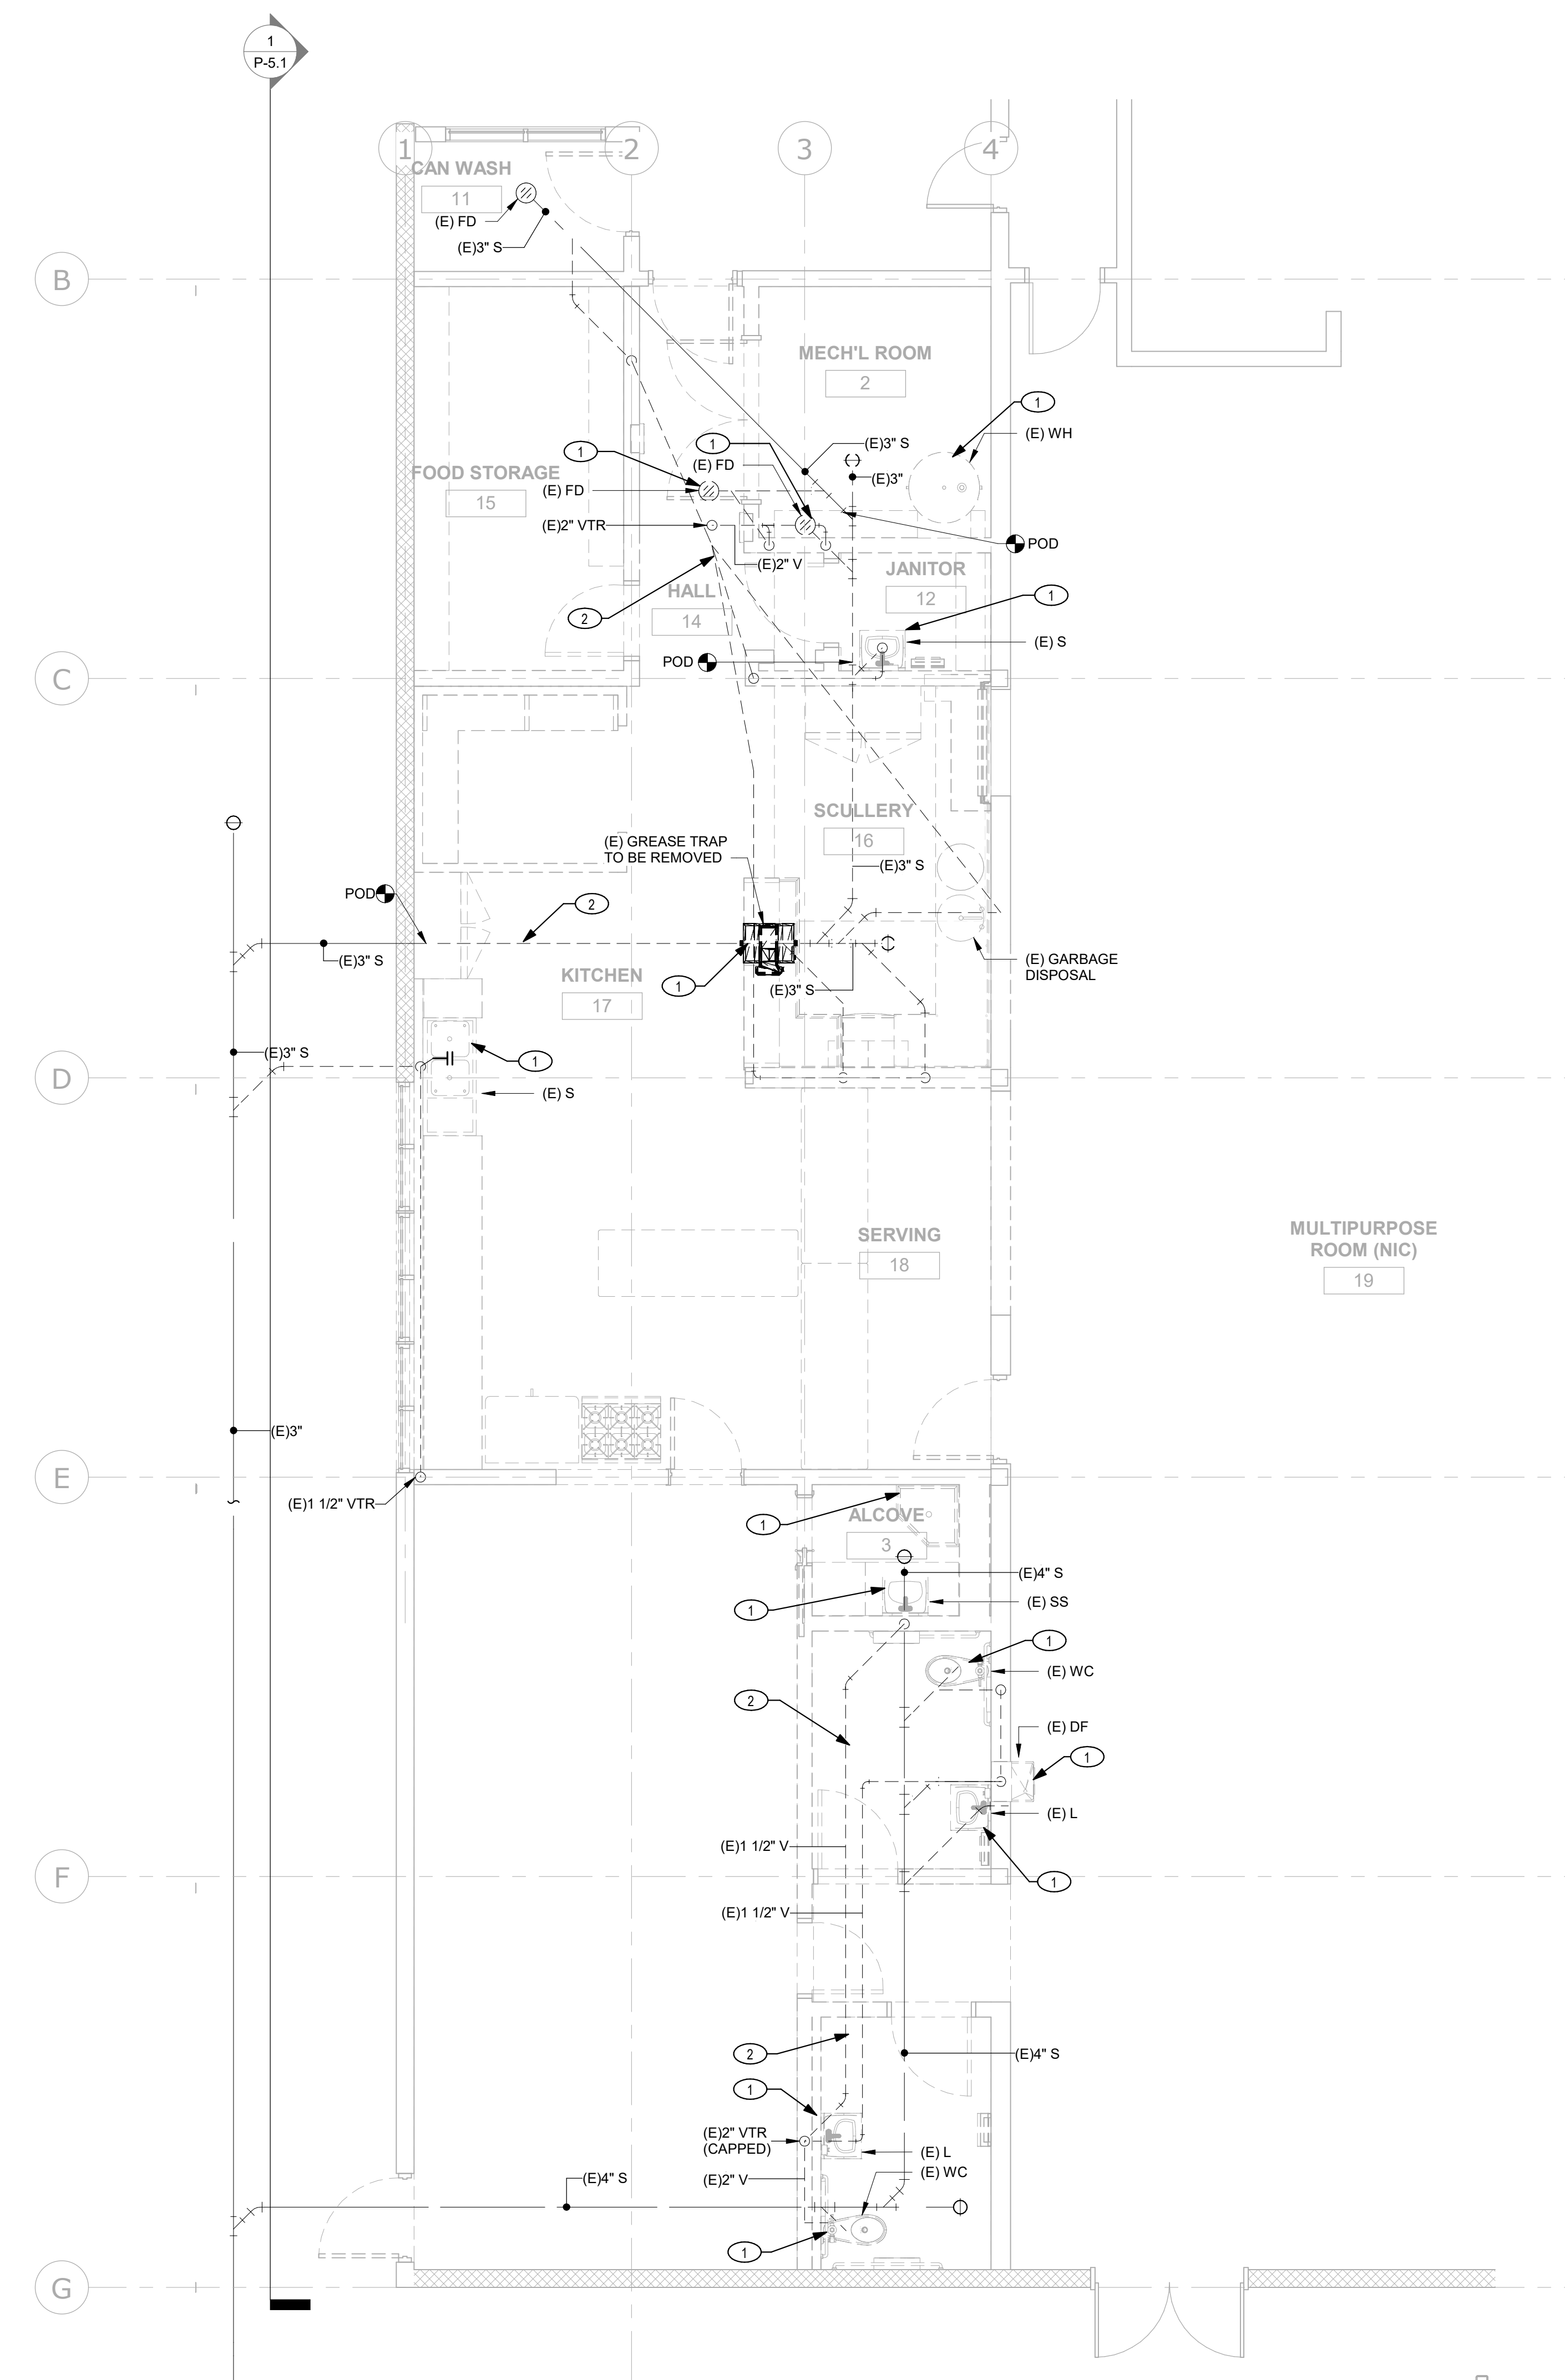 1
P-5.1
1
2
3
4
CAN WASH
11
(E) FD
(E)3" S
B
MECH'L ROOM
2
1
(E) WH
1
1
(E)3" S
(E) FD
(E)3"
FOOD STORAGE
15
(E) FD
(E)2" VTR
POD
(E)2" V
JANITOR
12
1
HALL
14
2
(E) S
POD
C
SCULLERY
16
(E) GREASE TRAP
TO BE REMOVED
(E)3" S
POD
2
(E)3" S
(E) GARBAGE
DISPOSAL
KITCHEN
17
1
(E)3" S
(E)3" S
1
D
(E) S
SERVING
18
MULTIPURPOSE
ROOM (NIC)
19
(E)3"
E
(E)1 1/2" VTR
ALCOVE
3
1
(E)4" S
(E) SS
1
1
(E) WC
2
(E) DF
1
(E) L
(E)1 1/2" V
F
1
(E)1 1/2" V
2
(E)4" S
1
(E)2" VTR
(CAPPED)
(E) L
(E) WC
(E)4" S
(E)2" V
1
G